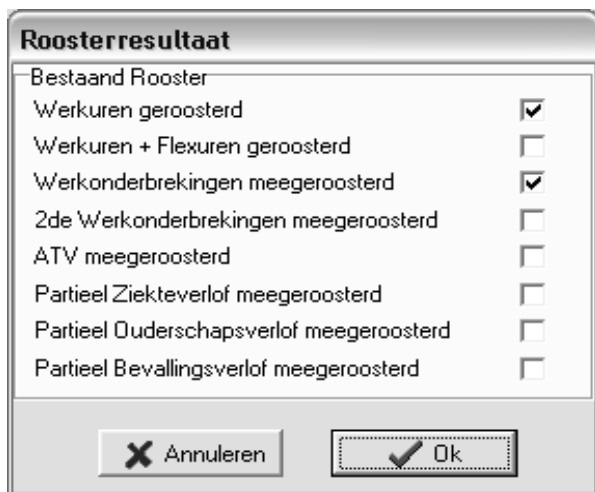 Roosterresultaat
Bestaand Rooster
Werkuren geroosterd
Werkuren + Flexuren geroosterd
Werkonderbrekingen meegeroosterd
2de Werkonderbrekingen meegeroosterd
ATV meegeroosterd
Partieel Ziekteverlof meegeroosterd
Partieel Ouderschapsverlof meegeroosterd
Partieel Bevallingsverlof meegeroosterd
Annuleren
Ok